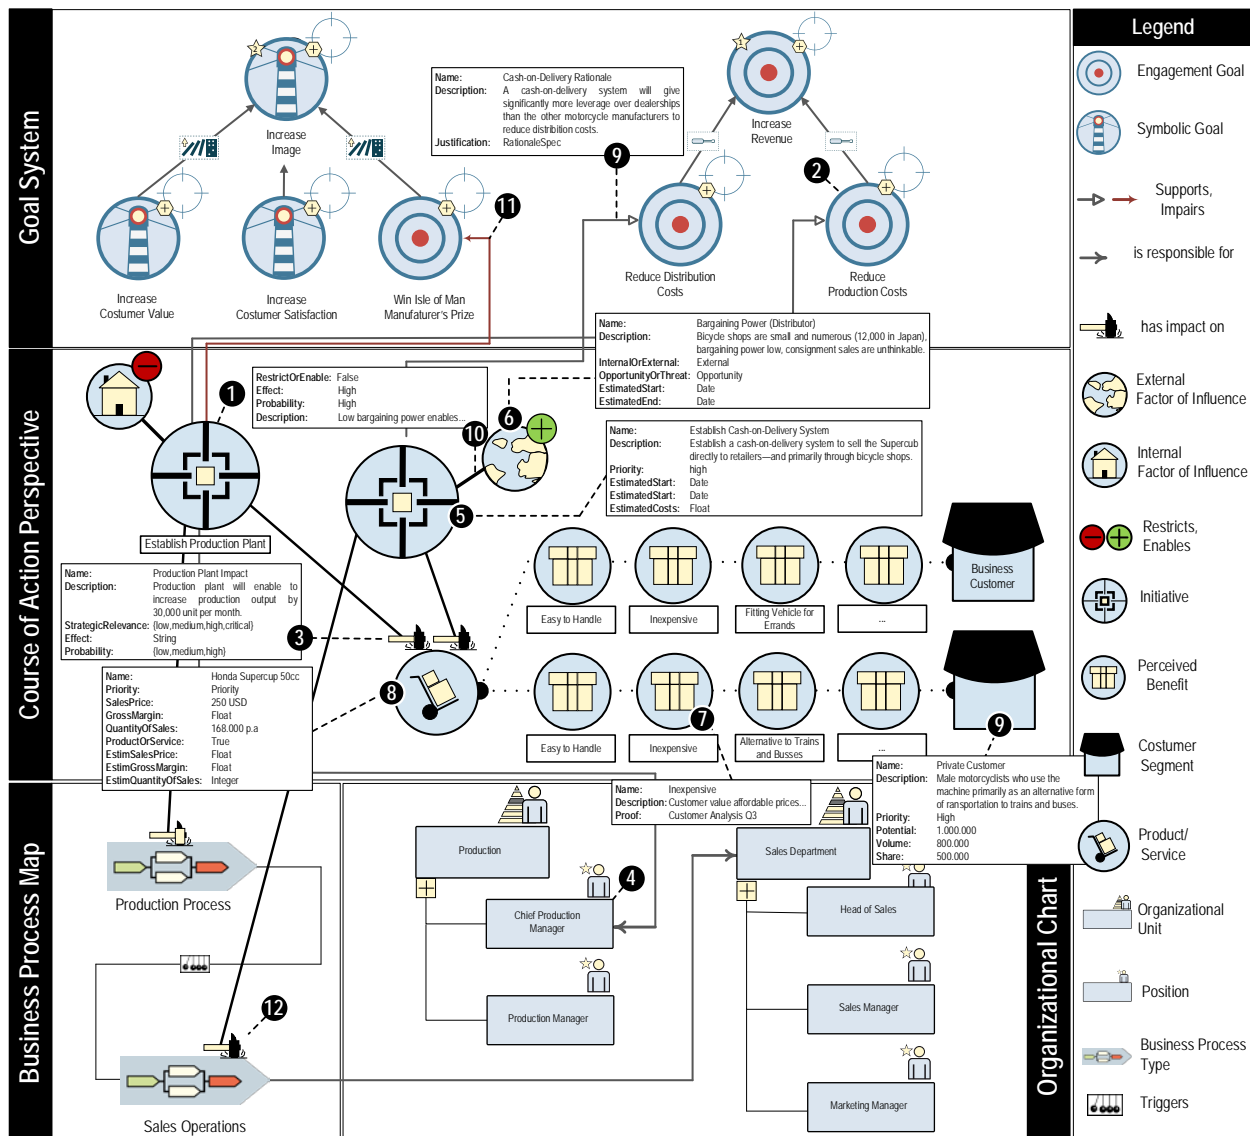 Goal System
2
Increase
Image
Increase
Costumer Value
Increase
Costumer Satisfaction
Win Isle of Man
Manufaturer's Prize
11
Name: Cash-on-Delivery Rationale
Description: A cash-on-delivery system will give
significantly more leverage over dealerships
than the other motorcycle manufacturers to
reduce distribition costs.
Justification: RationaleSpec
9
1
Increase
Revenue
2
Reduce Distribution
Costs
Reduce
Production Costs
Course of Action Perspective
1
Establish Production Plant
RestrictOrEnable: False
Effect: High
Probability: High
Description: Low bargaining power enables...
10
6
5
Name: Bargaining Power (Distributor)
Description: Bicycle shops are small and numerous (12,000 in Japan),
bargaining power low, consignment sales are unthinkable.
InternalOrExternal: External
OpportunityOrThreat: Opportunity
EstimatedStart: Date
EstimatedEnd: Date
Name: Establish Cash-on-Delivery System
Description: Establish a cash-on-delivery system to sell the Supercub
directly to retailers—and primarily through bicycle shops.
Priority: high
EstimatedStart: Date
EstimatedStart: Date
EstimatedCosts: Float
Name: Production Plant Impact
Description: Production plant will enable to
increase production output by
30,000 unit per month.
StrategicRelevance: {low,medium,high,critical}
Effect: String
Probability: {low,medium,high}
3
Name: Honda Supercup 50cc
Priority: Priority
SalesPrice: 250 USD
GrossMargin: Float
QuantityOfSales: 168.000 p.a
ProductOrService: True
EstimSalesPrice: Float
EstimGrossMargin: Float
EstimQuantityOfSales: Integer
8
Easy to Handle
Inexpensive
Fitting Vehicle for
Errands
...
Business
Customer
Easy to Handle
Inexpensive
Alternative to Trains
and Busses
...
7
9
Name: Inexpensive
Description: Customer value affordable prices...
Proof: Customer Analysis Q3
Name: Private Customer
Description: Male motorcyclists who use the
machine primarily as an alternative form
of ransportation to trains and buses.
Priority: High
Potential: 1.000.000
Volume: 800.000
Share: 500.000
Business Process Map
Production Process
12
Sales Operations
Production
Chief Production
Manager
4
Production Manager
Sales Department
Head of Sales
Sales Manager
Marketing Manager
Organizational Chart
Legend
Engagement Goal
Symbolic Goal
Supports,
Impairs
is responsible for
has impact on
External
Factor of Influence
Internal
Factor of Influence
Restricts,
Enables
Initiative
Perceived
Benefit
Costumer
Segment
Product/
Service
Organizational
Unit
Position
Business Process
Type
Triggers